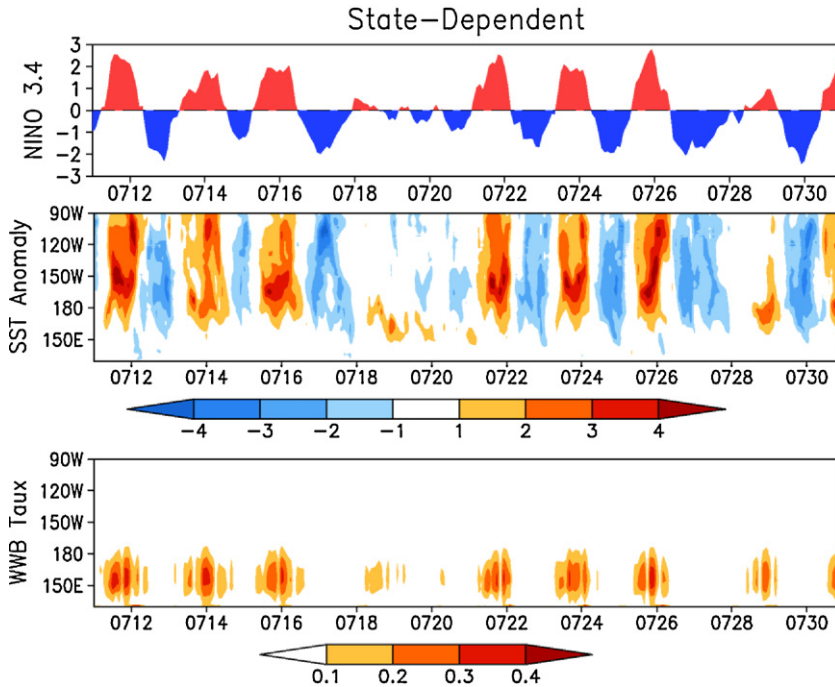 State-Dependent
NINO 3.4
3
2
1
0
-1
-2
-3
0712 0714 0716 0718 0720 0722 0724 0726 0728 0730
SST Anomaly
90W
120W
150W
180
150E
0712 0714 0716 0718 0720 0722 0724 0726 0728 0730
-4 -3 -2 -1 1 2 3 4
WWB Taux
90W
120W
150W
180
150E
0712 0714 0716 0718 0720 0722 0724 0726 0728 0730
0.1 0.2 0.3 0.4